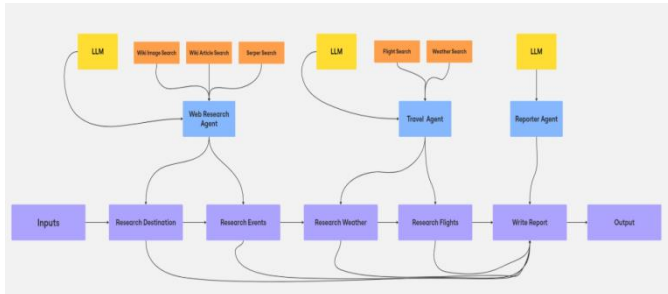 LLM
Wiki Image Search
Wiki Article Search
Serper Search
LLM
Flight Search
Weather Search
LLM
Web Research
Agent
Travel Agent
Reporter Agent
Inputs
Research Destination
Research Events
Research Weather
Research Flights
Write Report
Output